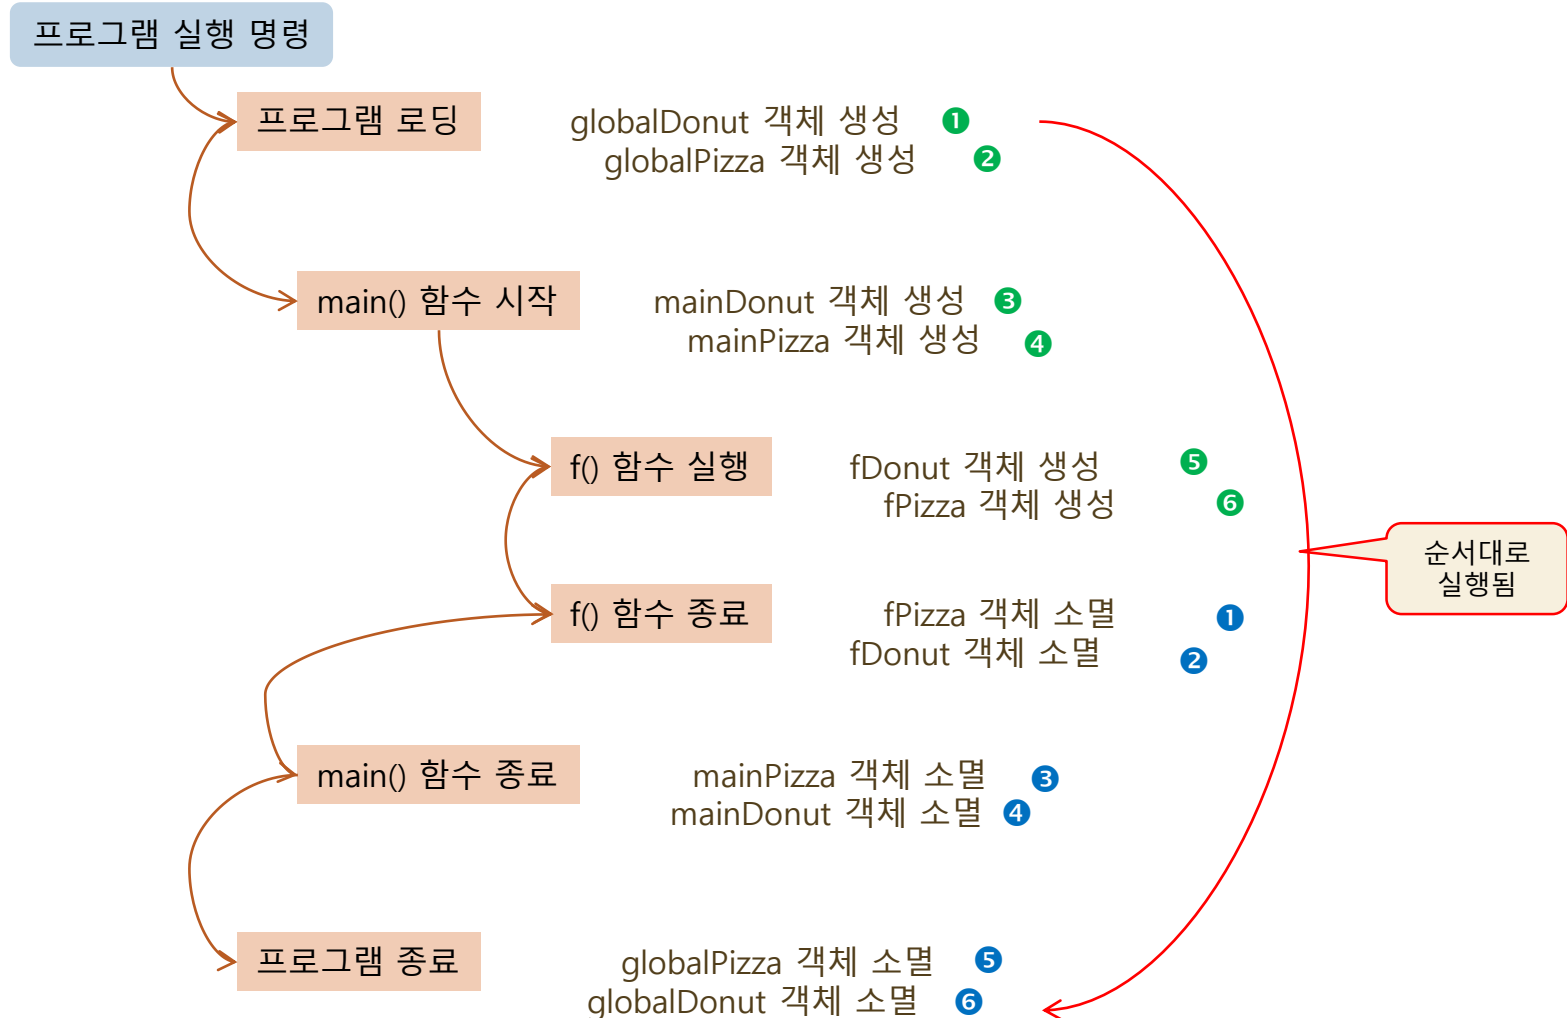 프로그램 실행 명령
프로그램 로딩
globalDonut 객체 생성 ❶
globalPizza 객체 생성 ❷
main() 함수 시작
mainDonut 객체 생성 ❸
mainPizza 객체 생성 ❹
f() 함수 실행
fDonut 객체 생성 ❺
fPizza 객체 생성 ❻
순서대로
실행됨
f() 함수 종료
fPizza 객체 소멸 ❶
fDonut 객체 소멸 ❷
main() 함수 종료
mainPizza 객체 소멸 ❸
mainDonut 객체 소멸 ❹
프로그램 종료
globalPizza 객체 소멸 ❺
globalDonut 객체 소멸 ❻